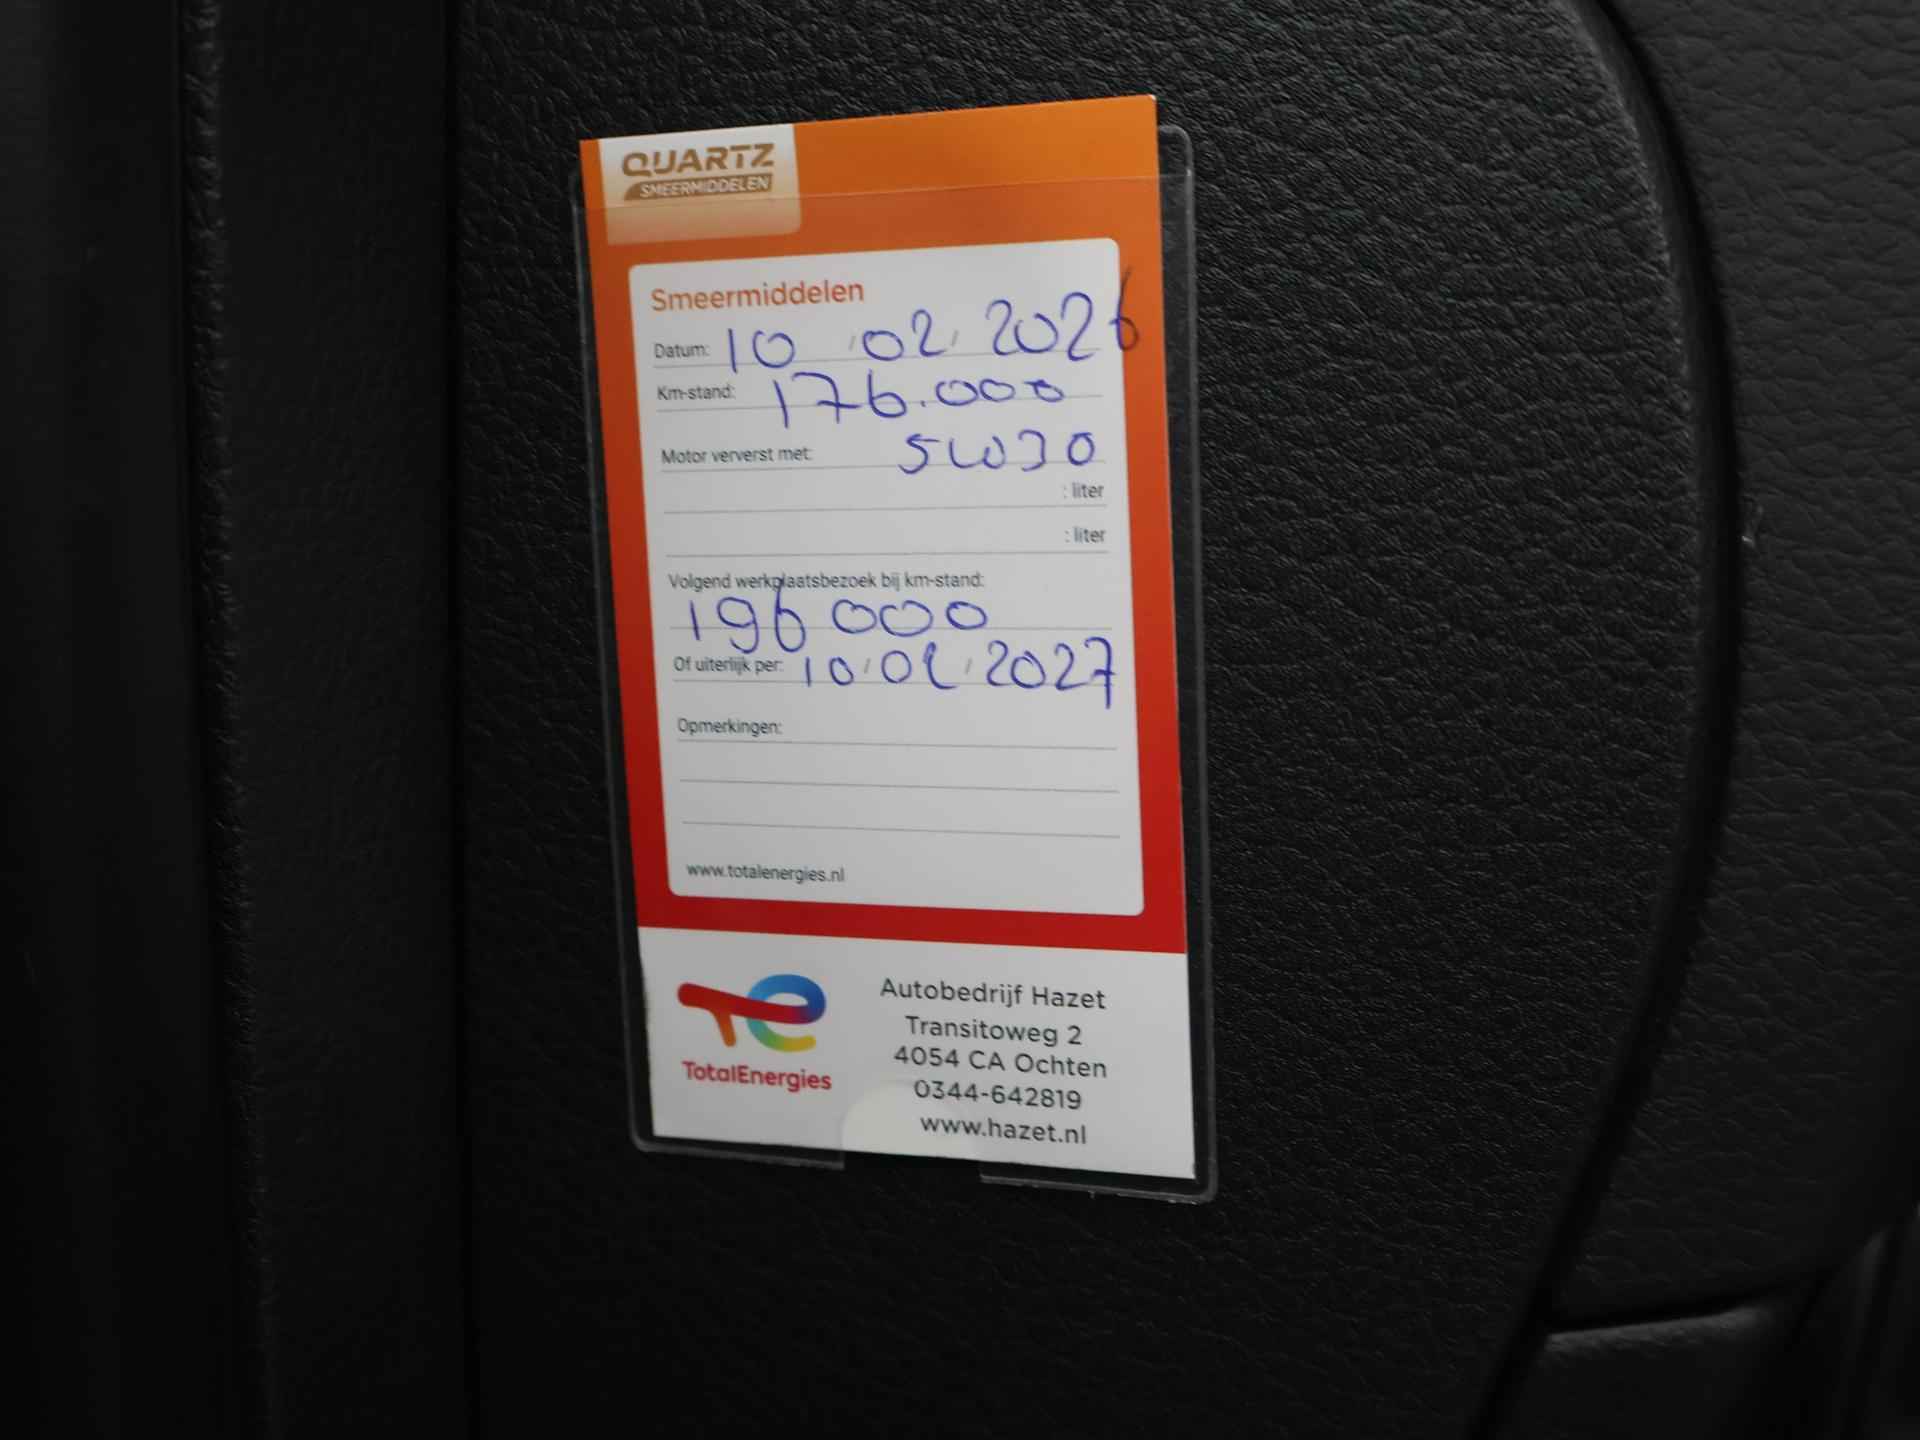 QUARTZ
SMEERMIDDELEN
Smeermiddelen
Datum: 10 / 02 / 2026
Km-stand: 176.000
Motor ververst met: 5W30
: liter
: liter
Volgend werkplaatsbezoek bij km-stand:
196 000
Of uiterlijk per: 10 / 02 / 2027
Opmerkingen:
www.totalenergies.nl
TotalEnergies
Autobedrijf Hazet
Transitoweg 2
4054 CA Ochten
0344-642819
www.hazet.nl